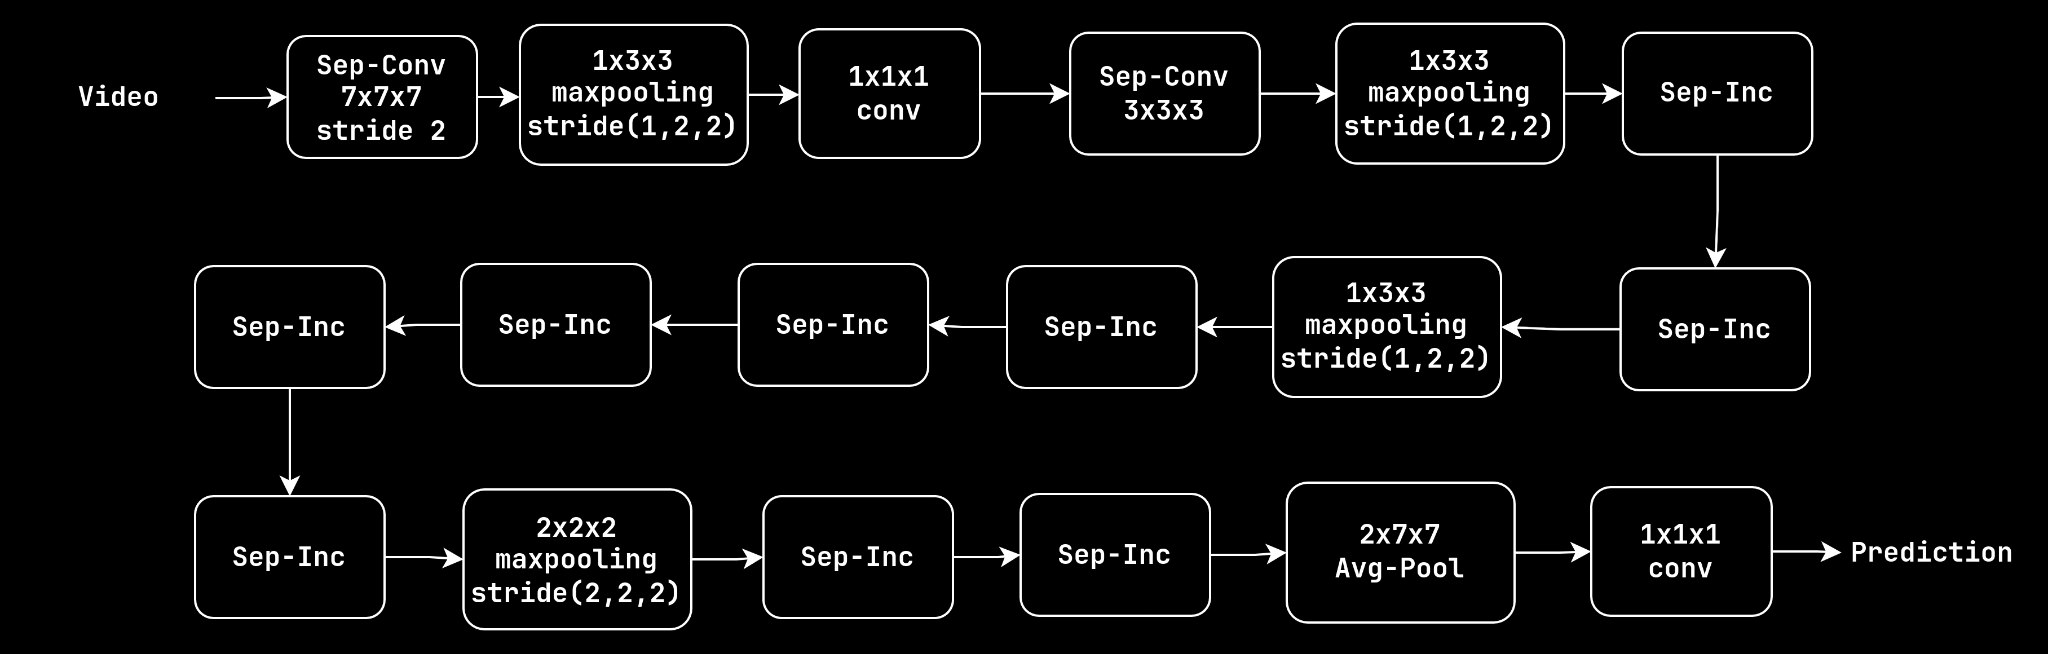 Video
Sep-Conv
7x7x7
stride 2
1x3x3
maxpooling
stride(1,2,2)
1x1x1
conv
Sep-Conv
3x3x3
1x3x3
maxpooling
stride(1,2,2)
Sep-Inc
Sep-Inc
1x3x3
maxpooling
stride(1,2,2)
Sep-Inc
Sep-Inc
Sep-Inc
Sep-Inc
Sep-Inc
2x2x2
maxpooling
stride(2,2,2)
Sep-Inc
Sep-Inc
2x7x7
Avg-Pool
1x1x1
conv
Prediction